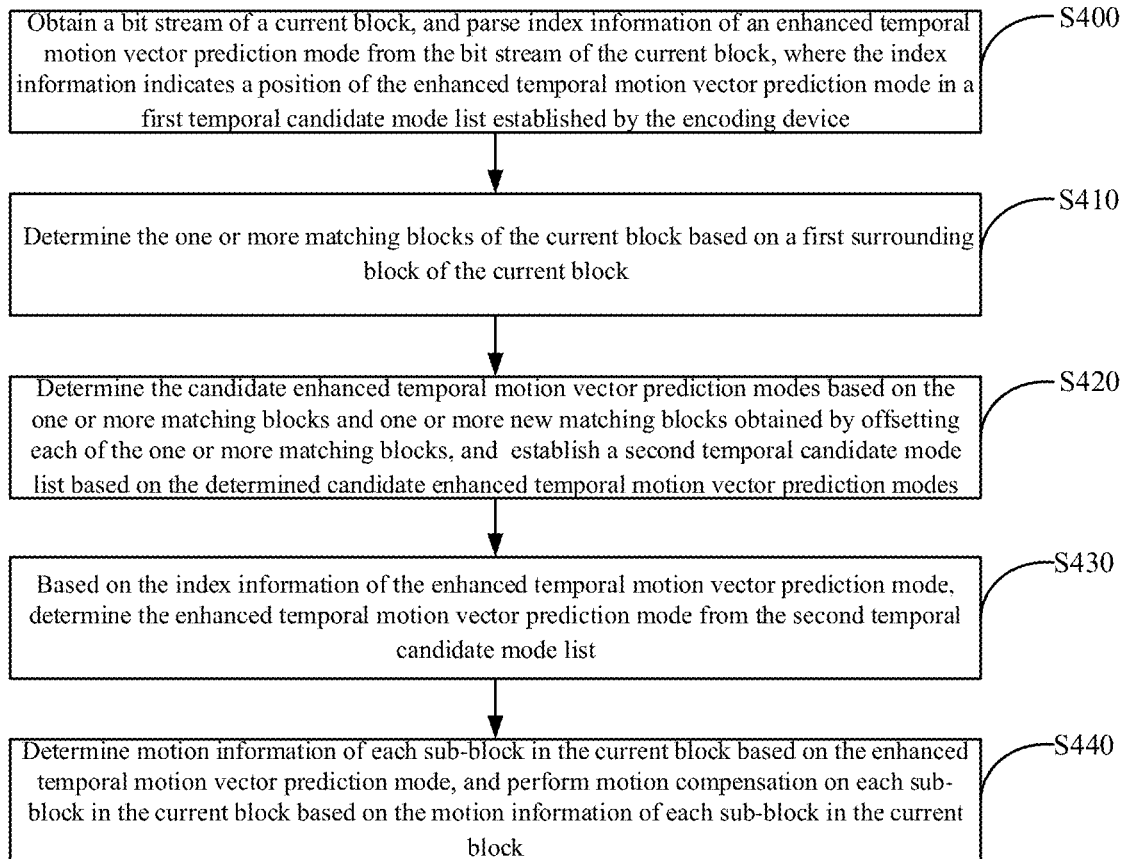 Obtain a bit stream of a current block, and parse index information of an enhanced temporal
motion vector prediction mode from the bit stream of the current block, where the index
information indicates a position of the enhanced temporal motion vector prediction mode in a
first temporal candidate mode list established by the encoding device
S400
Determine the one or more matching blocks of the current block based on a first surrounding
block of the current block
S410
Determine the candidate enhanced temporal motion vector prediction modes based on the
one or more matching blocks and one or more new matching blocks obtained by offsetting
each of the one or more matching blocks, and establish a second temporal candidate mode
list based on the determined candidate enhanced temporal motion vector prediction modes
S420
Based on the index information of the enhanced temporal motion vector prediction mode,
determine the enhanced temporal motion vector prediction mode from the second temporal
candidate mode list
S430
Determine motion information of each sub-block in the current block based on the enhanced
temporal motion vector prediction mode, and perform motion compensation on each sub-
block in the current block based on the motion information of each sub-block in the current
block
S440